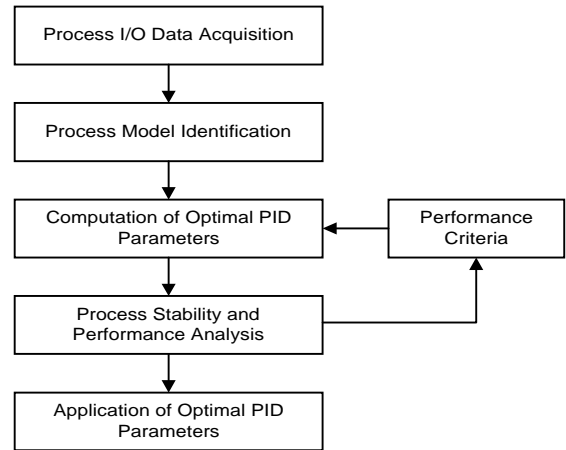 Process I/O Data Acquisition
Process Model Identification
Computation of Optimal PID
Parameters
Performance
Criteria
Process Stability and
Performance Analysis
Application of Optimal PID
Parameters